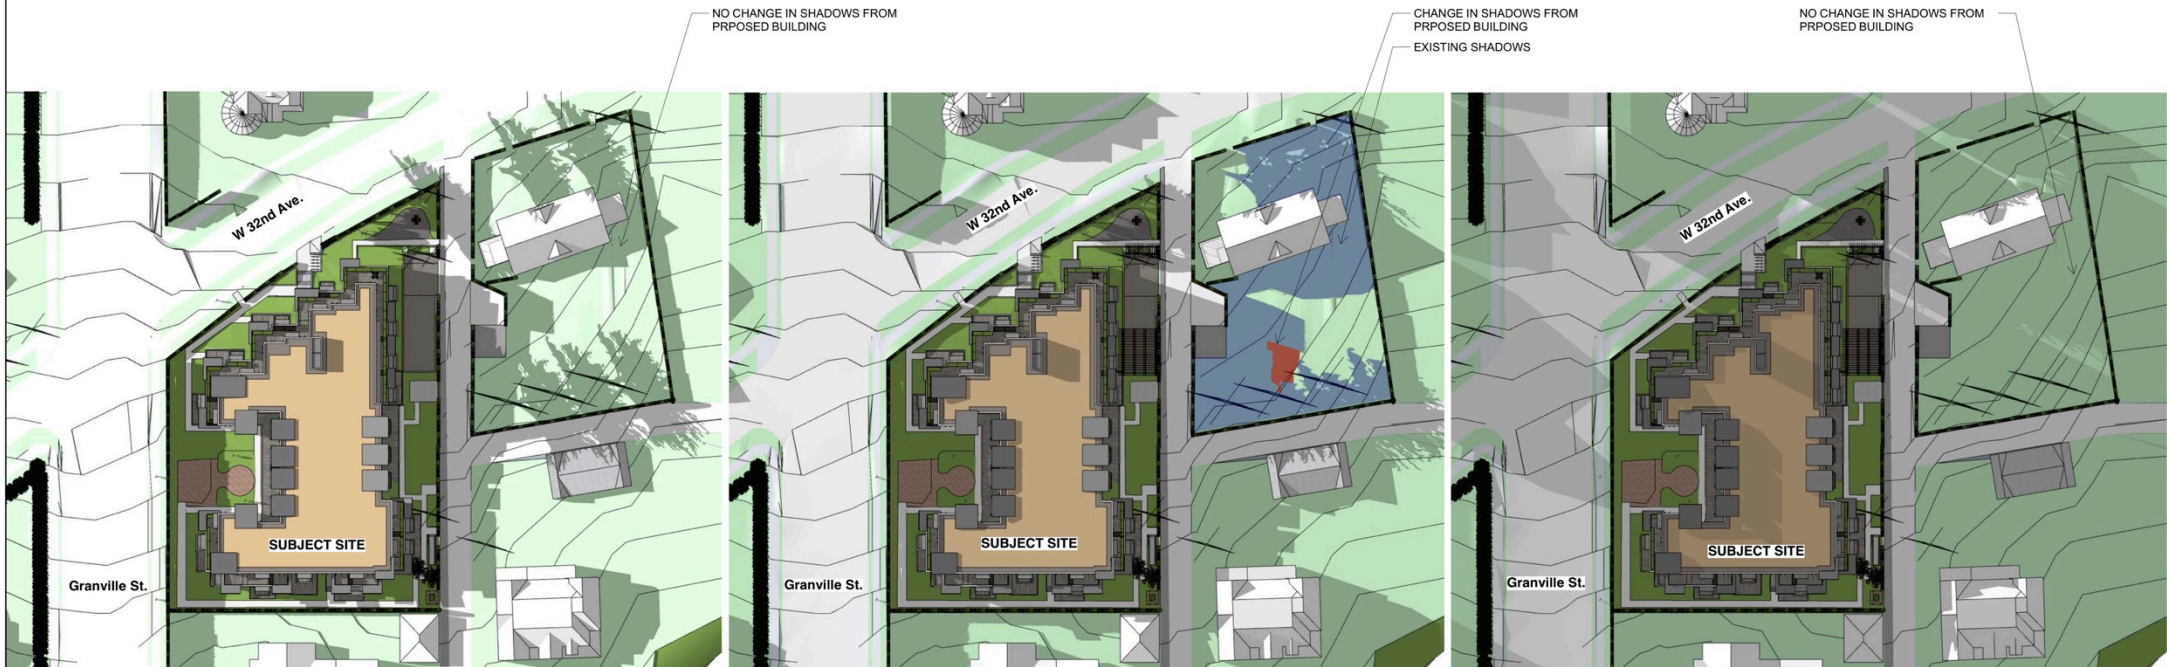 NO CHANGE IN SHADOWS FROM
PRPOSED BUILDING
CHANGE IN SHADOWS FROM
PRPOSED BUILDING
EXISTING SHADOWS
NO CHANGE IN SHADOWS FROM
PRPOSED BUILDING
W 32nd Ave.
SUBJECT SITE
Granville St.
W 32nd Ave.
SUBJECT SITE
Granville St.
W 32nd Ave.
SUBJECT SITE
Granville St.